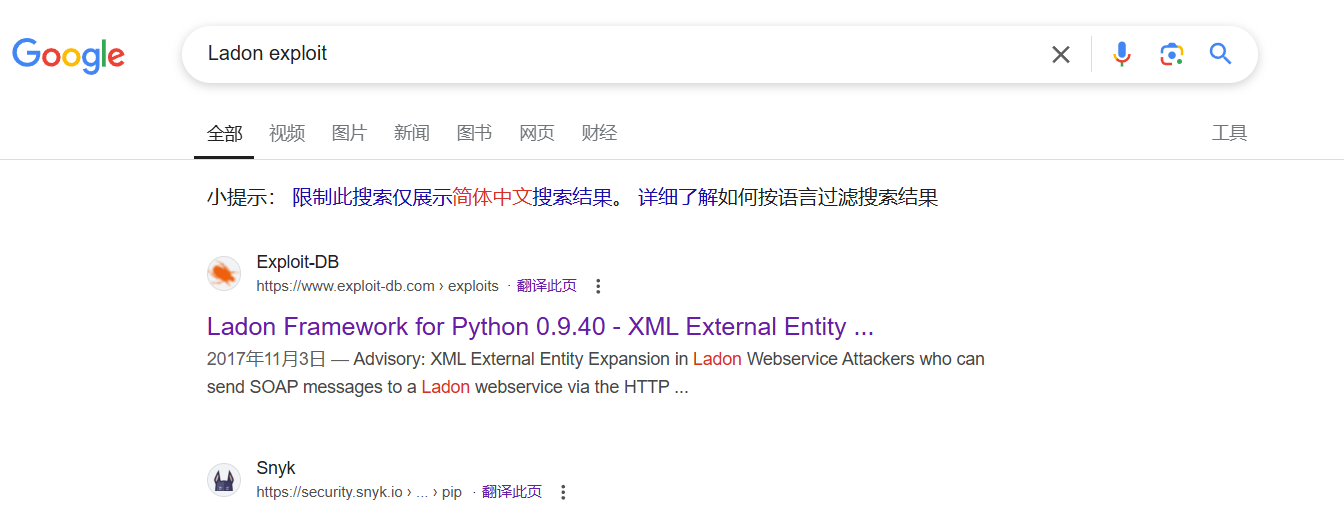 Google
Ladon exploit
全部 视频 图片 新闻 图书 网页 财经 工具
小提示： 限制此搜索仅展示简体中文搜索结果。 详细了解如何按语言过滤搜索结果
Exploit-DB
https://www.exploit-db.com › exploits · 翻译此页
Ladon Framework for Python 0.9.40 - XML External Entity ...
2017年11月3日 — Advisory: XML External Entity Expansion in Ladon Webservice Attackers who can
send SOAP messages to a Ladon webservice via the HTTP ...
Snyk
https://security.snyk.io › ... › pip · 翻译此页